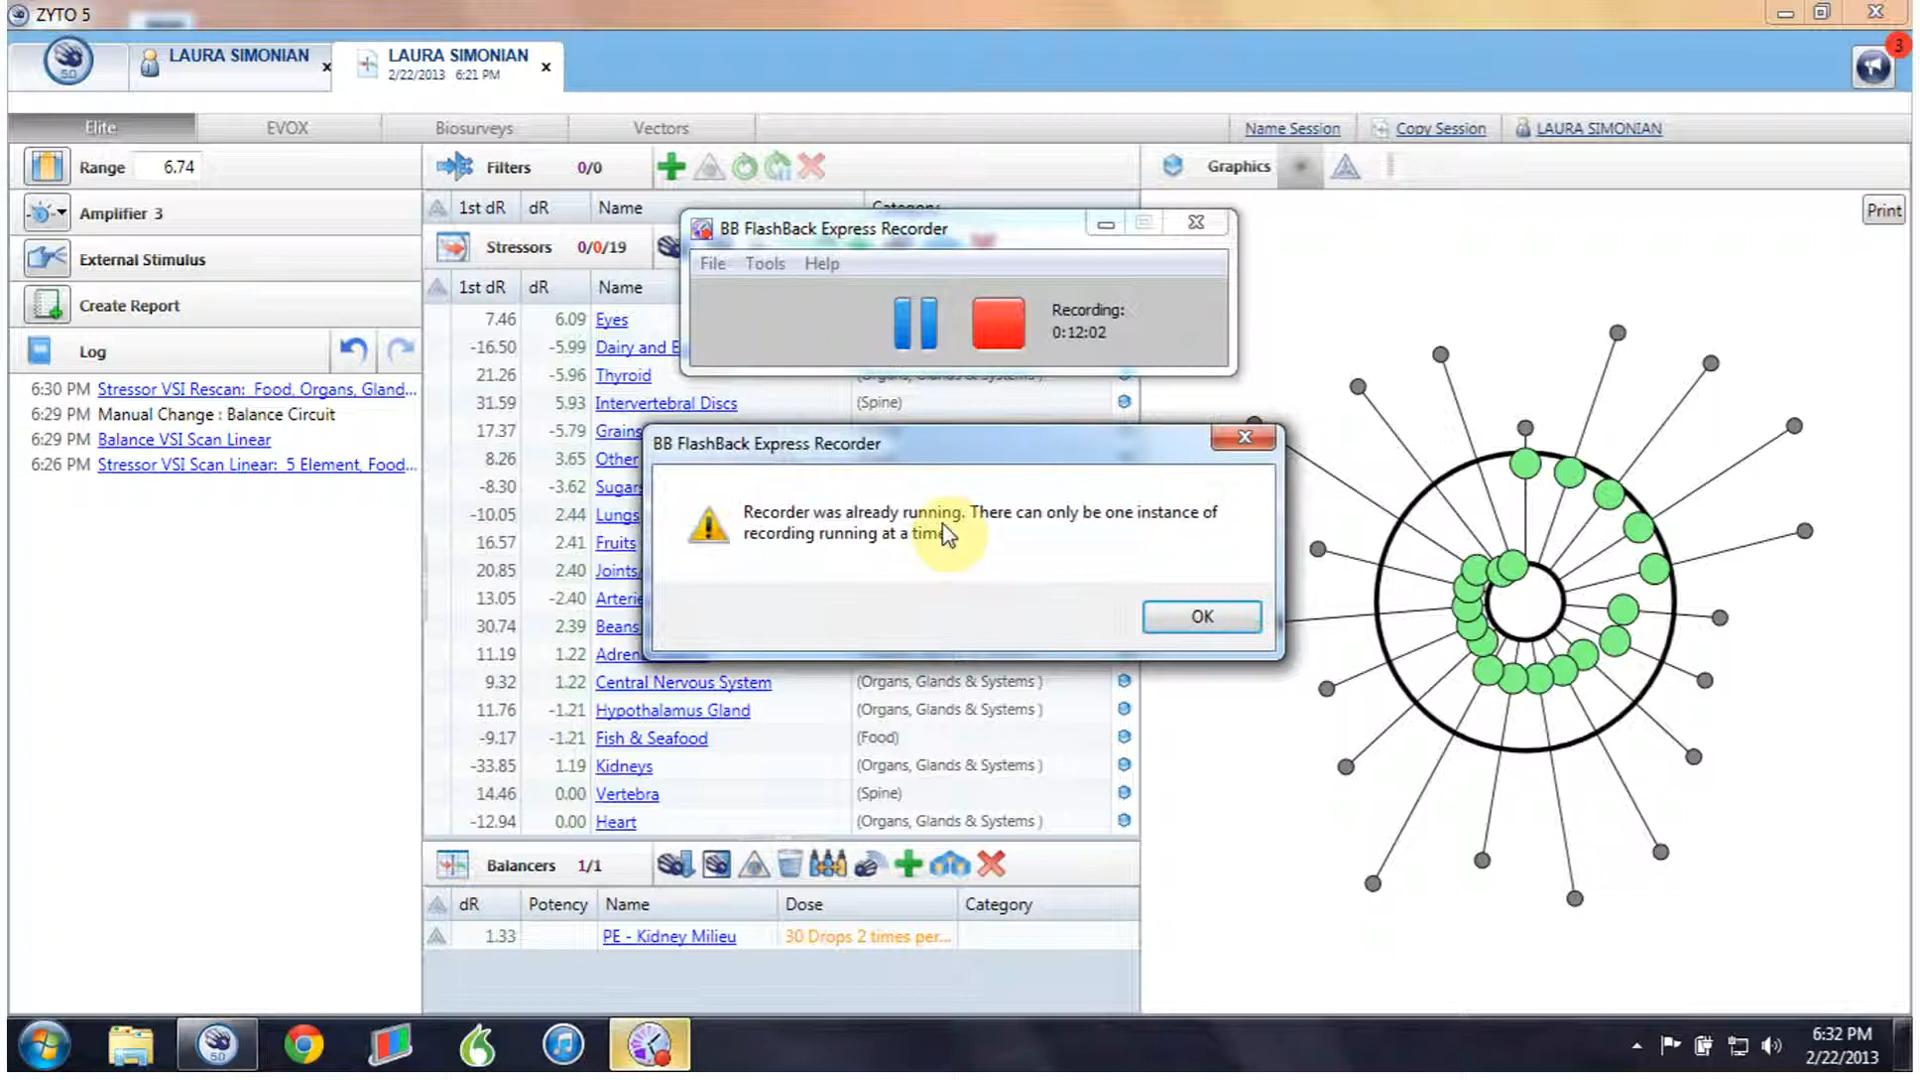 ZYTO 5
LAURA SIMONIAN
LAURA SIMONIAN
2/22/2013 6:21 PM
3
5.0
Elite
EVOX
Biosurveys
Vectors
Name Session
Copy Session
LAURA SIMONIAN
Range 6.74
Amplifier 3
External Stimulus
Create Report
Log
6:30 PM Stressor VSI Rescan: Food, Organs, Gland...
6:29 PM Manual Change : Balance Circuit
6:29 PM Balance VSI Scan Linear
6:26 PM Stressor VSI Scan Linear: 5 Element, Food...
Filters 0/0
1st dR dR Name Category
Stressors 0/0/19
1st dR dR Name
7.46 6.09 Eyes
-16.50 -5.99 Dairy and E
21.26 -5.96 Thyroid (Organs, Glands & Systems )
31.59 5.93 Intervertebral Discs (Spine)
17.37 -5.79 Grains
8.26 3.65 Other
-8.30 -3.62 Sugars
-10.05 2.44 Lungs
16.57 2.41 Fruits
20.85 2.40 Joints/
13.05 -2.40 Arterie
30.74 2.39 Beans
11.19 1.22 Adren
9.32 1.22 Central Nervous System (Organs, Glands & Systems )
11.76 -1.21 Hypothalamus Gland (Organs, Glands & Systems )
-9.17 -1.21 Fish & Seafood (Food)
-33.85 1.19 Kidneys (Organs, Glands & Systems )
14.46 0.00 Vertebra (Spine)
-12.94 0.00 Heart (Organs, Glands & Systems )
Balancers 1/1
dR Potency Name Dose Category
1.33 PE - Kidney Milieu 30 Drops 2 times per...
Graphics
Print
BB FlashBack Express Recorder
File Tools Help
Recording:
0:12:02
BB FlashBack Express Recorder
Recorder was already running. There can only be one instance of
recording running at a time
OK
5.0
6:32 PM
2/22/2013